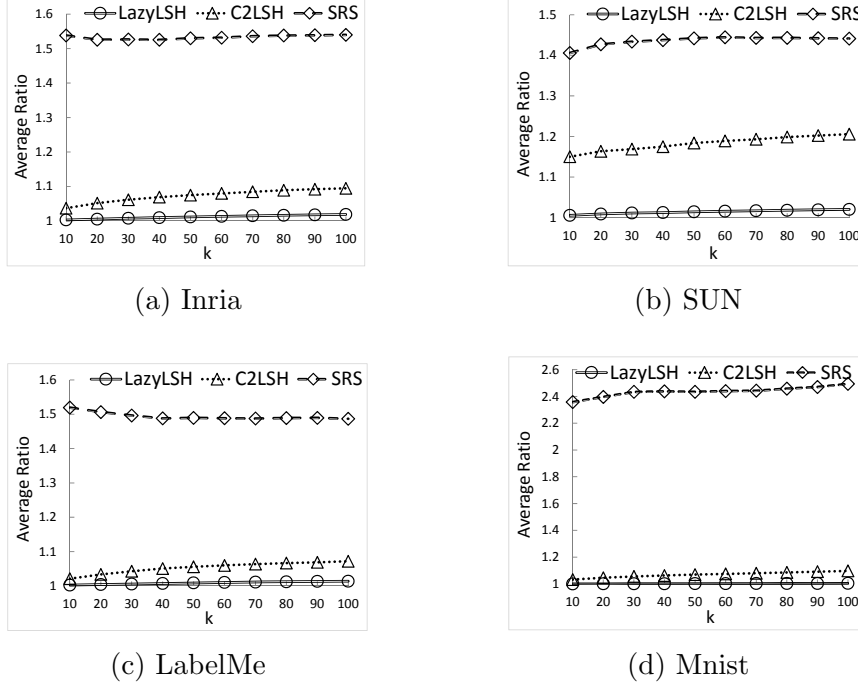 LazyLSH C2LSH SRS
1.6
1.5
1.4
1.3
1.2
1.1
1
Average Ratio
10 20 30 40 50 60 70 80 90 100
k
(a) Inria
LazyLSH C2LSH SRS
1.5
1.4
1.3
1.2
1.1
1
Average Ratio
10 20 30 40 50 60 70 80 90 100
k
(b) SUN
LazyLSH C2LSH SRS
1.6
1.5
1.4
1.3
1.2
1.1
1
Average Ratio
10 20 30 40 50 60 70 80 90 100
k
(c) LabelMe
LazyLSH C2LSH SRS
2.6
2.4
2.2
2
1.8
1.6
1.4
1.2
1
Average Ratio
10 20 30 40 50 60 70 80 90 100
k
(d) Mnist